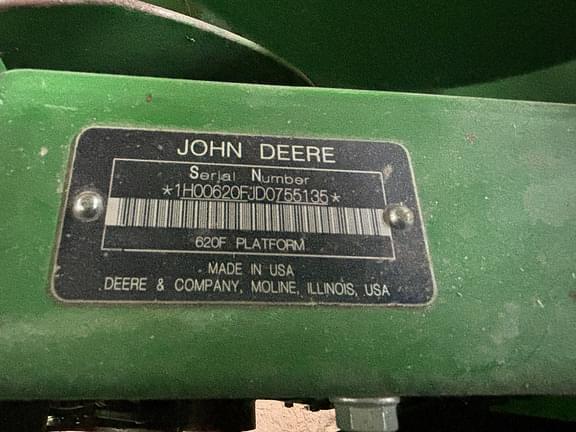 JOHN DEERE
Serial Number
*1H00620FJD0755135*
620F PLATFORM
MADE IN USA
DEERE & COMPANY, MOLINE, ILLINOIS, USA